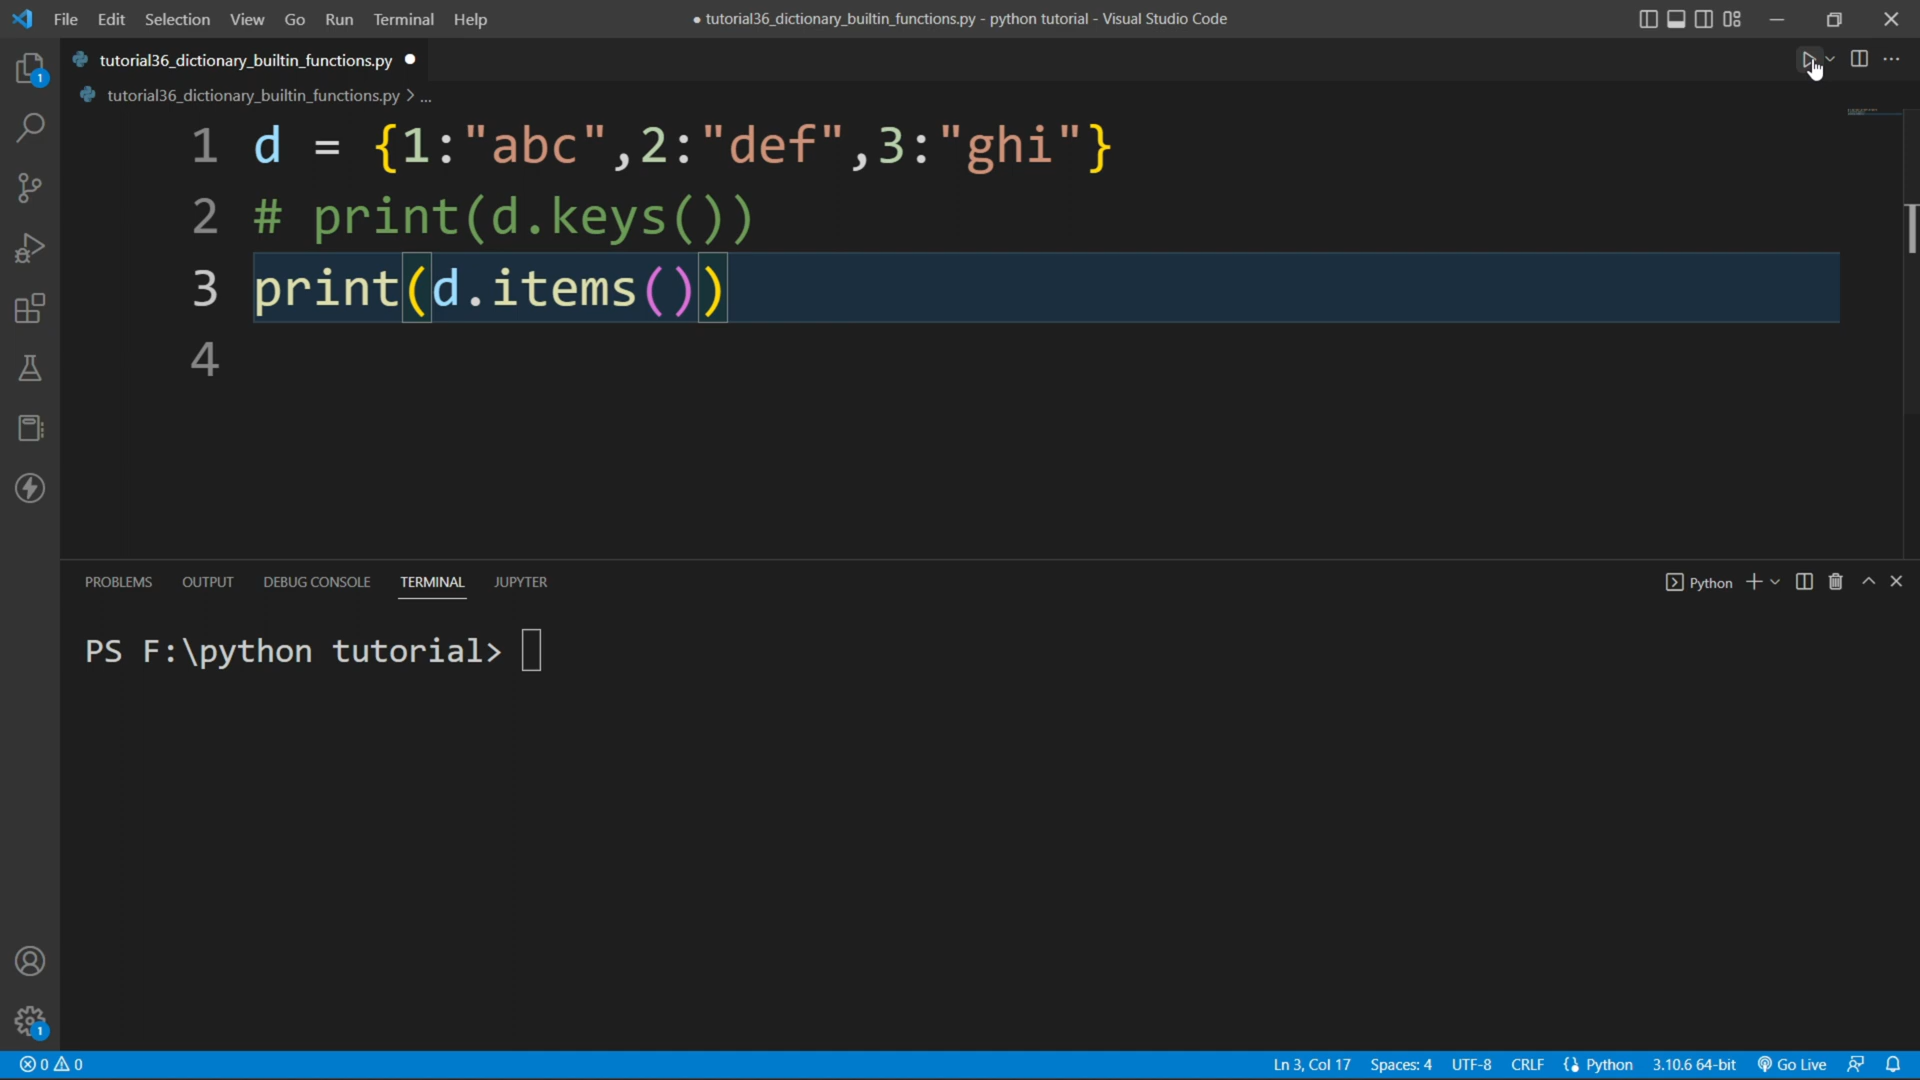 File Edit Selection View Go Run Terminal Help
● tutorial36_dictionary_builtin_functions.py - python tutorial - Visual Studio Code
tutorial36_dictionary_builtin_functions.py ●
tutorial36_dictionary_builtin_functions.py > ...
1 d = {1:"abc",2:"def",3:"ghi"}
2 # print(d.keys())
3 print(d.items())
4
1
PROBLEMS OUTPUT DEBUG CONSOLE TERMINAL JUPYTER
Python
PS F:\python tutorial>
1
0 0
Ln 3, Col 17 Spaces: 4 UTF-8 CRLF Python 3.10.6 64-bit Go Live